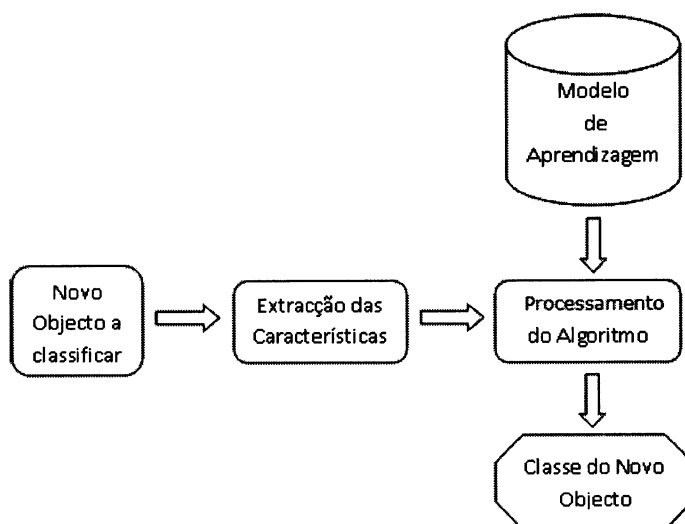 Modelo
de
Aprendizagem
Novo
Objecto a
classificar
Extracção das
Características
Processamento
do Algoritmo
Classe do Novo
Objecto